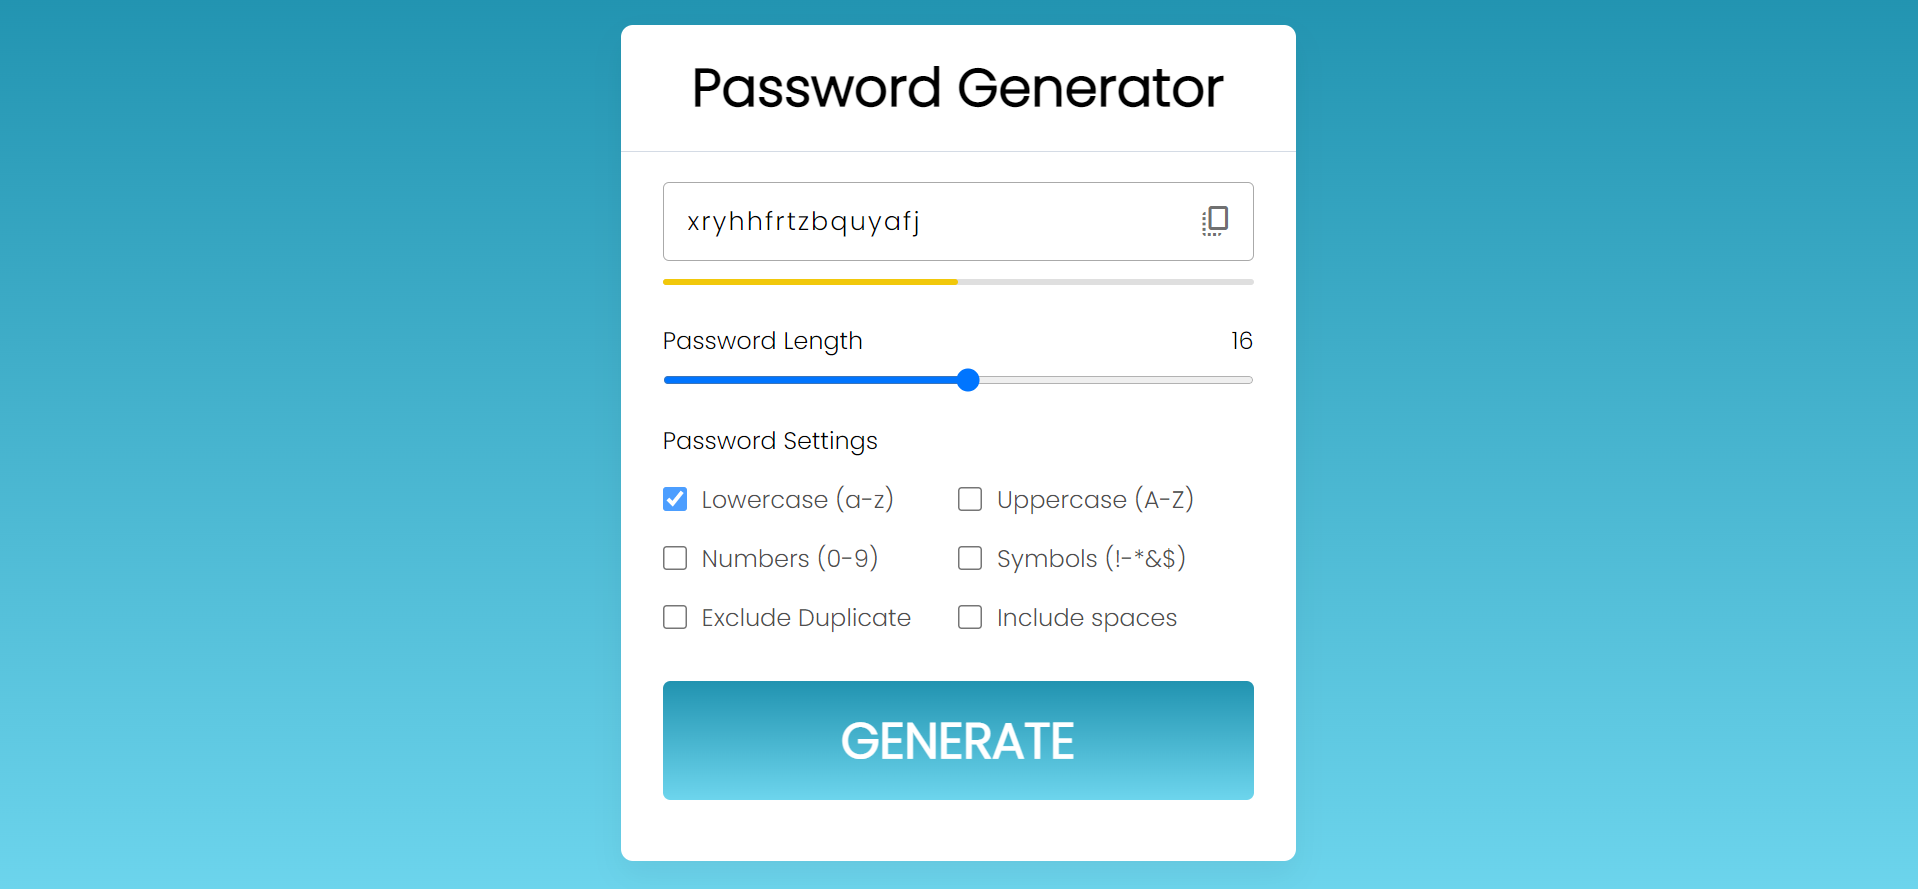 Password Generator
xryhhfrtzbquyafj
Password Length 16
Password Settings
Lowercase (a-z) Uppercase (A-Z)
Numbers (0-9) Symbols (!-*&$)
Exclude Duplicate Include spaces
GENERATE